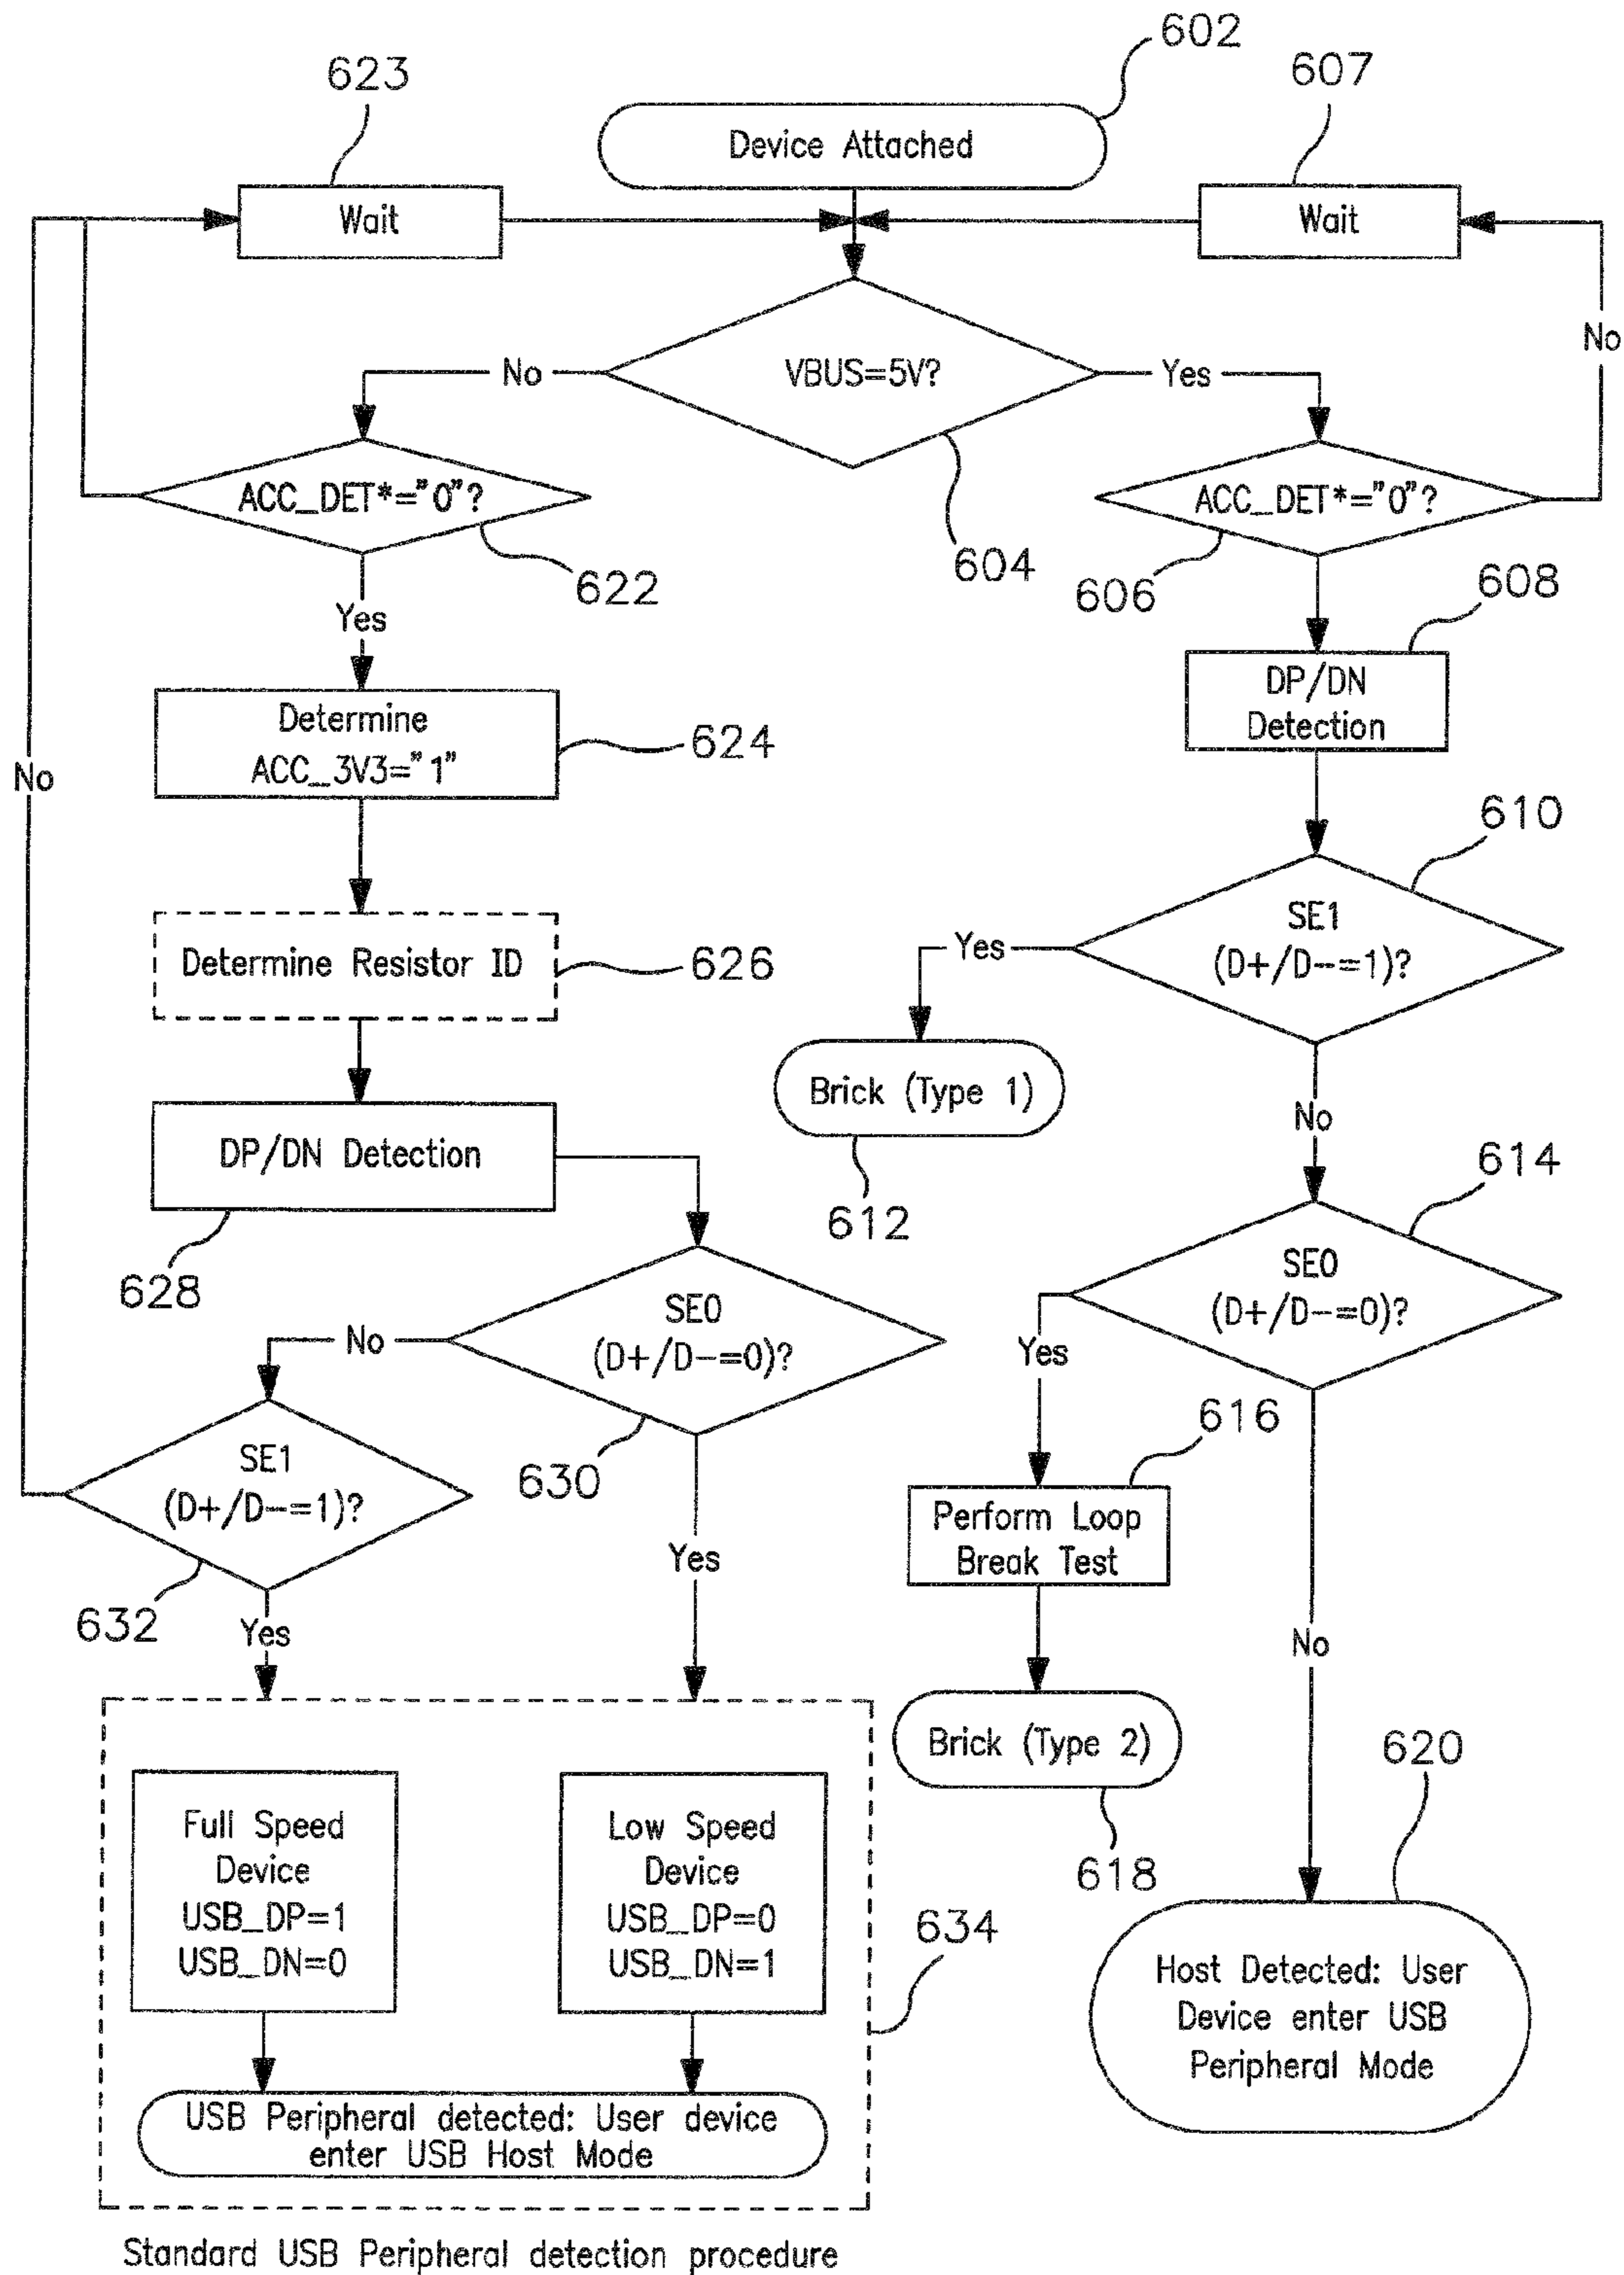 602
623
607
Device Attached
Wait
Wait
No
VBUS=5V?
No
Yes
ACC_DET*="0"?
ACC_DET*="0"?
604
622
606
608
Yes
DP/DN
Detection
Determine
ACC_3V3="1"
624
No
610
SE1
(D+/D-=1)?
Yes
Determine Resistor ID
626
Brick (Type 1)
No
612
614
DP/DN Detection
628
SE0
(D+/D-=0)?
SE0
(D+/D-=0)?
No
Yes
616
SE1
(D+/D-=1)?
630
Perform Loop
Break Test
Yes
632
Yes
No
Brick (Type 2)
618
620
Full Speed
Device
USB_DP=1
USB_DN=0
Low Speed
Device
USB_DP=0
USB_DN=1
634
Host Detected: User
Device enter USB
Peripheral Mode
USB Peripheral detected: User device
enter USB Host Mode
Standard USB Peripheral detection procedure